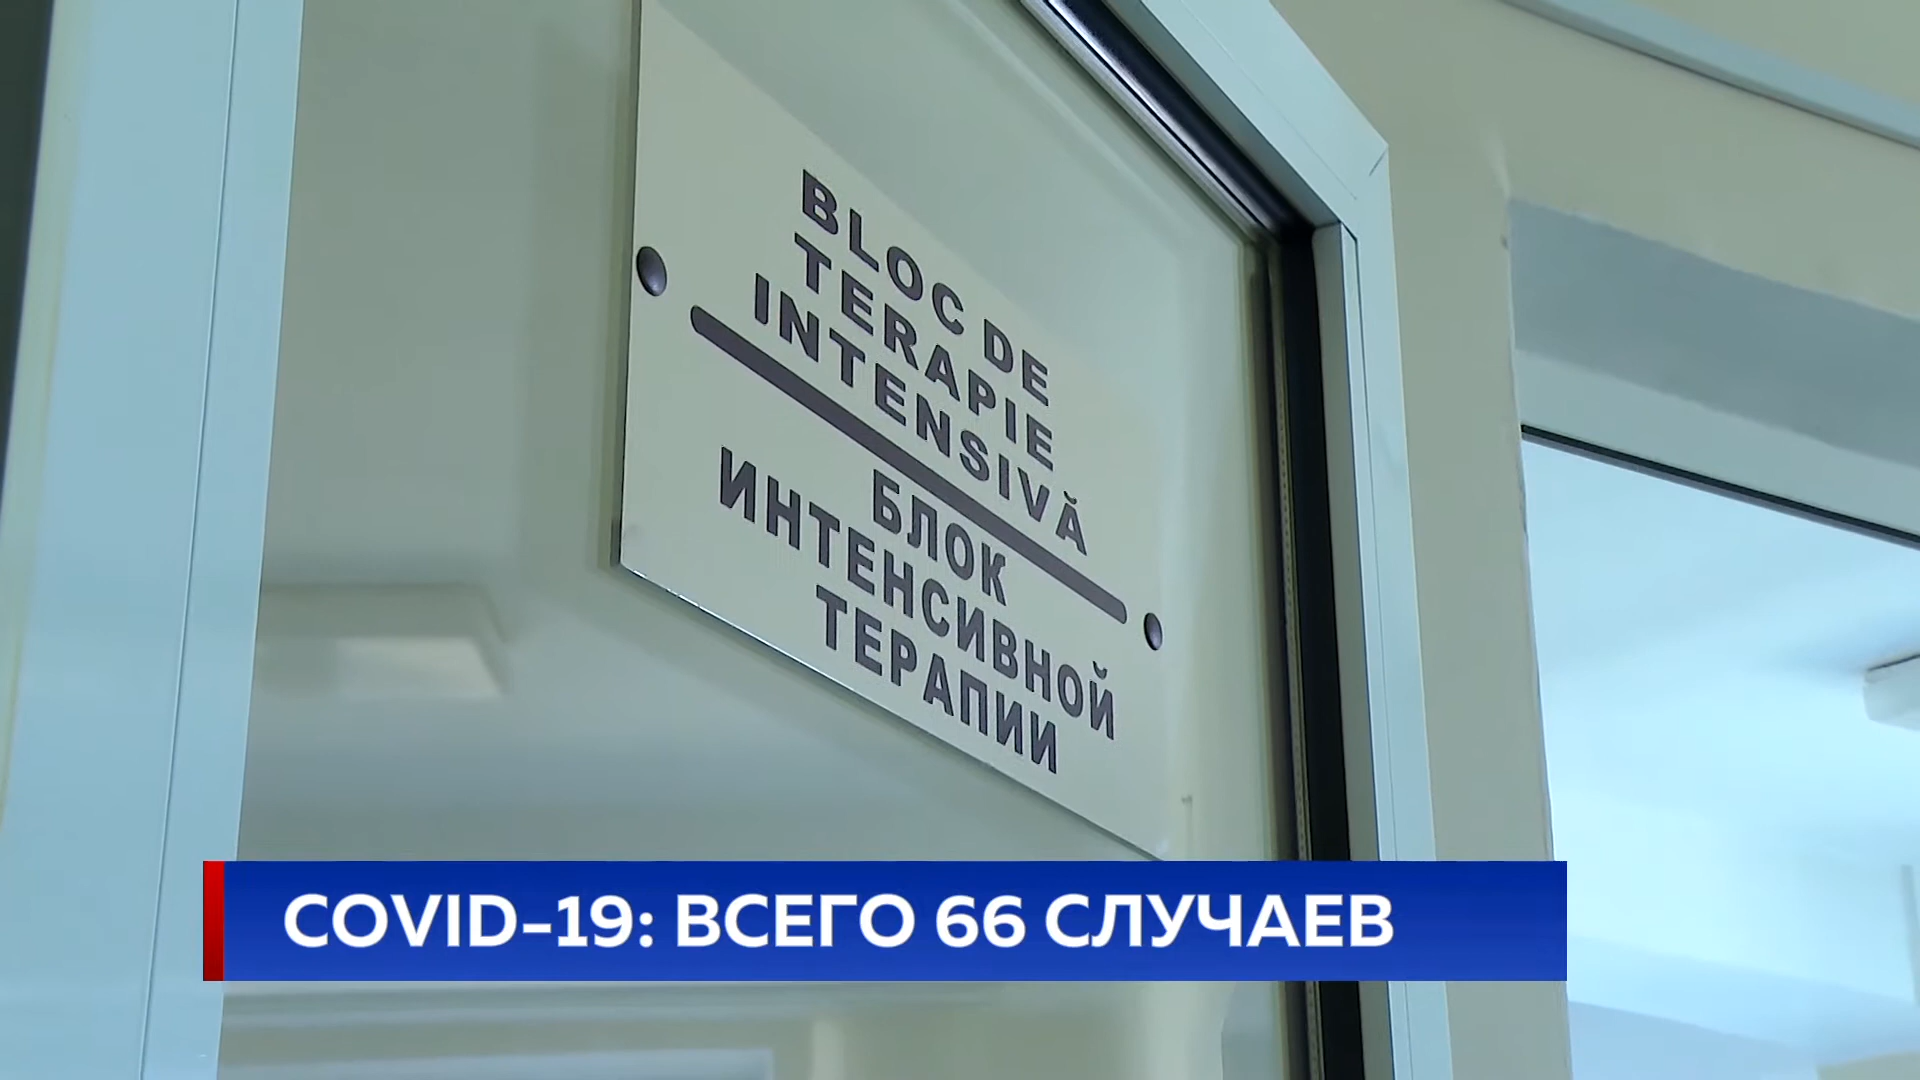 BLOC DE
TERAPIE
INTENSIVĂ
БЛОК
ИНТЕНСИВНОЙ
ТЕРАПИИ
COVID-19: ВСЕГО 66 СЛУЧАЕВ